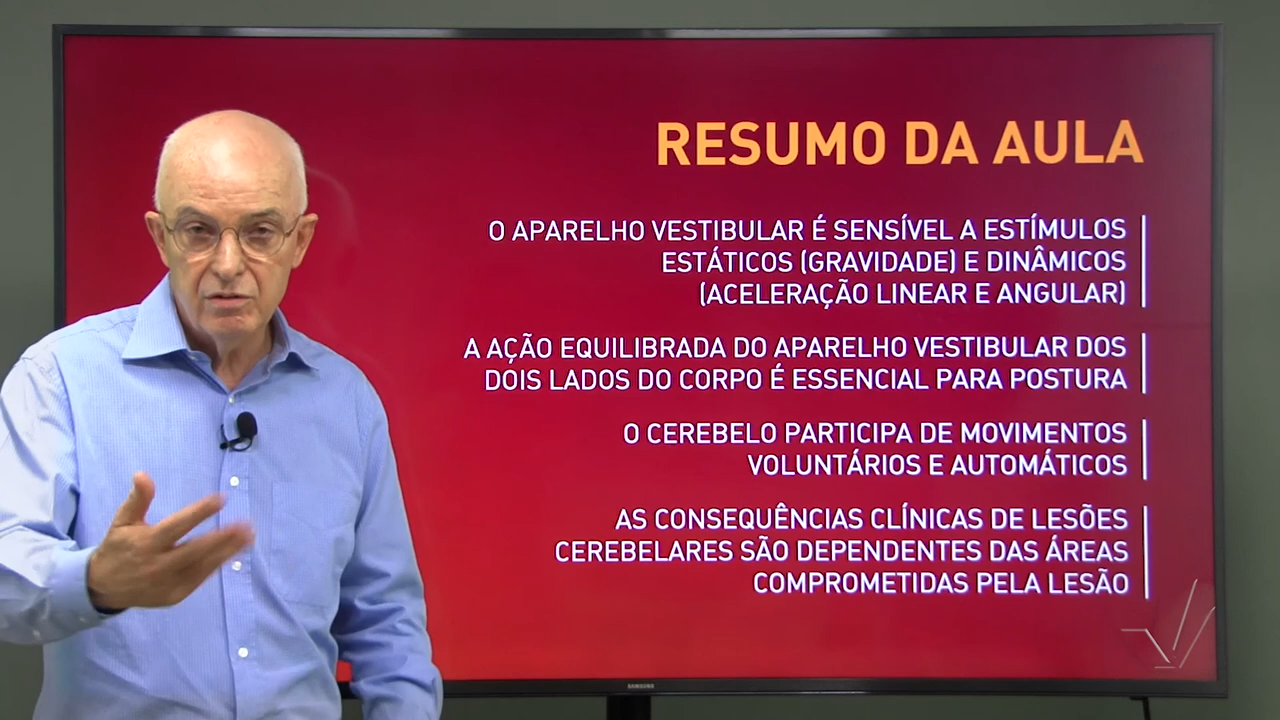 RESUMO DA AULA
O APARELHO VESTIBULAR É SENSÍVEL A ESTÍMULOS
ESTÁTICOS (GRAVIDADE) E DINÂMICOS
(ACELERAÇÃO LINEAR E ANGULAR)
A AÇÃO EQUILIBRADA DO APARELHO VESTIBULAR DOS
DOIS LADOS DO CORPO É ESSENCIAL PARA POSTURA
O CEREBELO PARTICIPA DE MOVIMENTOS
VOLUNTÁRIOS E AUTOMÁTICOS
AS CONSEQUÊNCIAS CLÍNICAS DE LESÕES
CEREBELARES SÃO DEPENDENTES DAS ÁREAS
COMPROMETIDAS PELA LESÃO
SAMSUNG